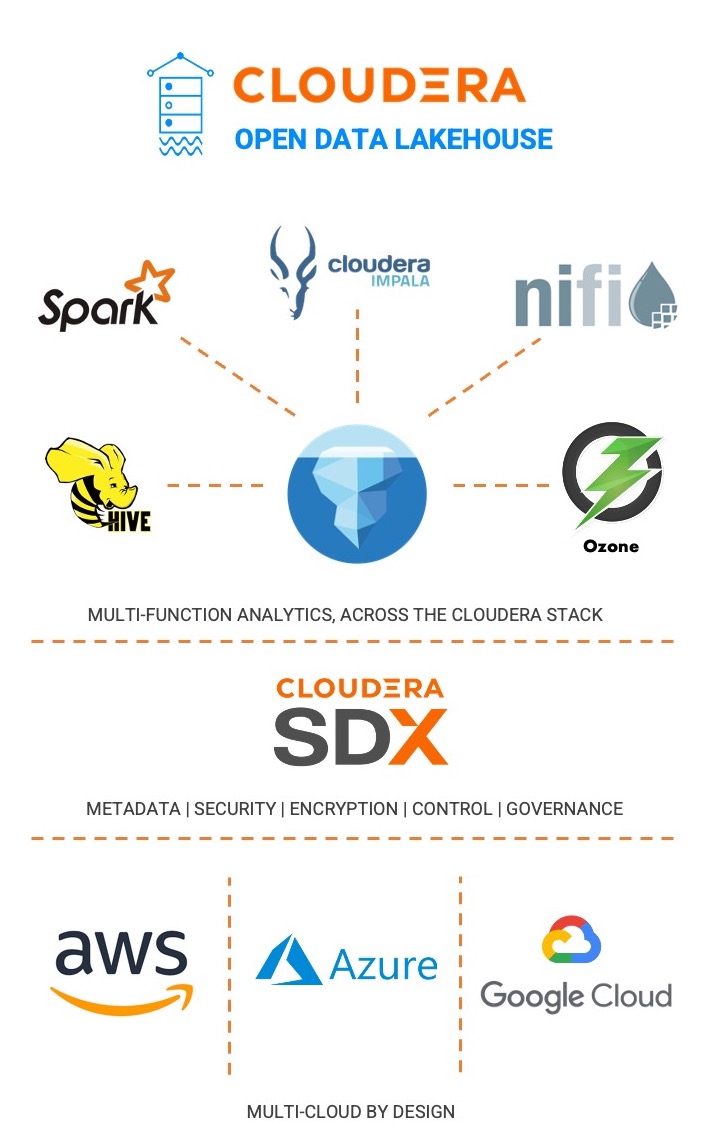 CLOUDERA
OPEN DATA LAKEHOUSE
Spark
cloudera
IMPALA
nifi
HIVE
Ozone
MULTI-FUNCTION ANALYTICS, ACROSS THE CLOUDERA STACK
CLOUDERA
SDX
METADATA | SECURITY | ENCRYPTION | CONTROL | GOVERNANCE
aws
Azure
Google Cloud
MULTI-CLOUD BY DESIGN